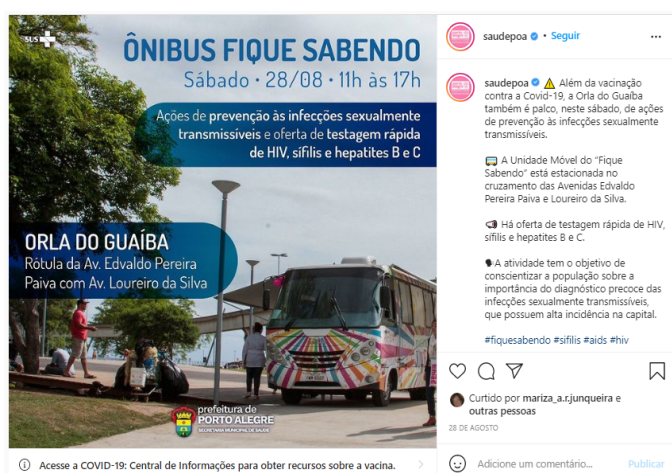 SUS
ÔNIBUS FIQUE SABENDO
Sábado • 28/08 • 11h às 17h
Ações de prevenção às infecções sexualmente
transmissíveis e oferta de testagem rápida
de HIV, sífilis e hepatites B e C
ORLA DO GUAÍBA
Rótula da Av. Edvaldo Pereira
Paiva com Av. Loureiro da Silva
prefeitura de
PORTO ALEGRE
SECRETARIA MUNICIPAL DE SAÚDE
Acesse a COVID-19: Central de Informações para obter recursos sobre a vacina.
saudepoa • Seguir
saudepoa ⚠ Além da vacinação
contra a Covid-19, a Orla do Guaíba
também é palco, neste sábado, de ações
de prevenção às infecções sexualmente
transmissíveis.
🚌 A Unidade Móvel do "Fique
Sabendo" está estacionada no
cruzamento das Avenidas Edvaldo
Pereira Paiva e Loureiro da Silva.
📢 Há oferta de testagem rápida de HIV,
sífilis e hepatites B e C.
🗣A atividade tem o objetivo de
conscientizar a população sobre a
importância do diagnóstico precoce das
infecções sexualmente transmissíveis,
que possuem alta incidência na capital.
#fiquesabendo #sifilis #aids #hiv
Curtido por mariza_a.r.junqueira e
outras pessoas
28 DE AGOSTO
Adicione um comentário... Publicar